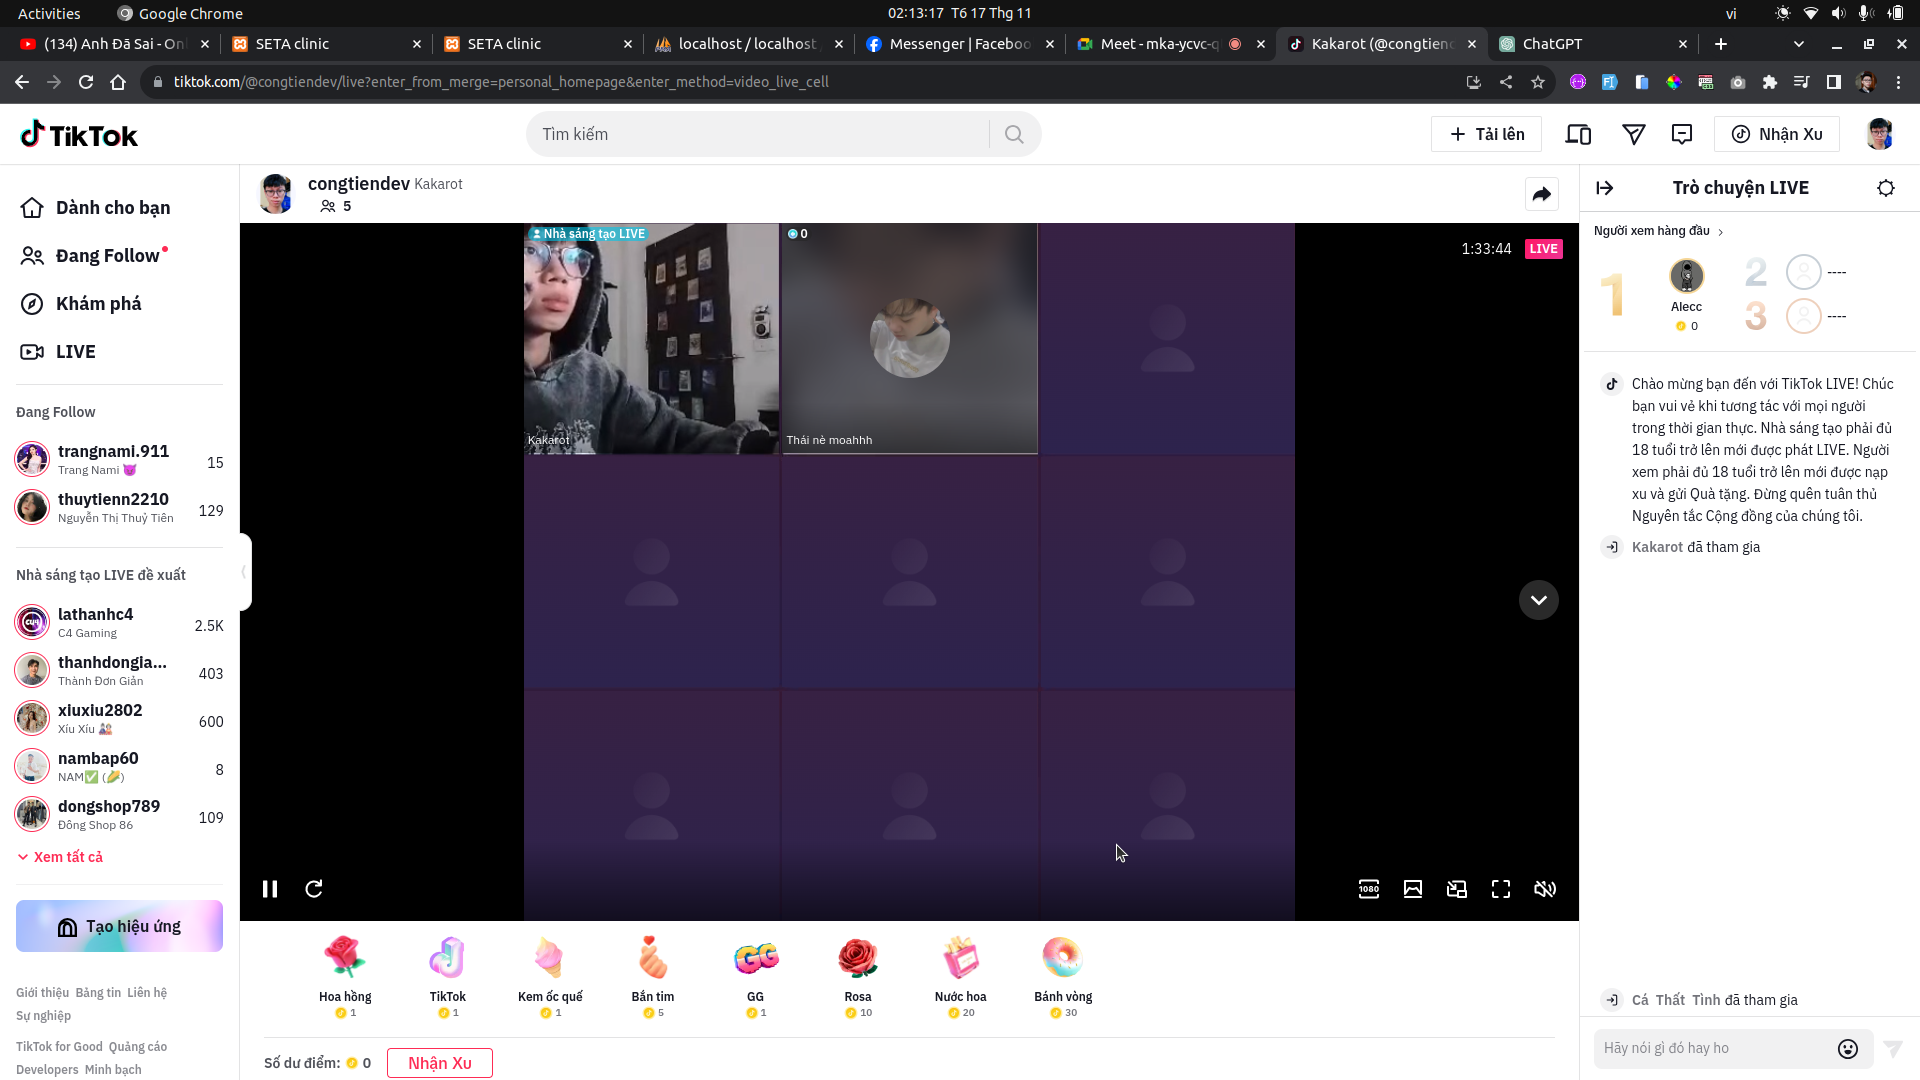 Activities
Google Chrome
02:13:17 T6 17 Thg 11
vi
(134) Anh Đã Sai - On
SETA clinic
SETA clinic
localhost / localhost
Messenger | Faceboo
Meet - mka-ycvc-q
Kakarot (@congtiend
ChatGPT
tiktok.com/@congtiendev/live?enter_from_merge=personal_homepage&enter_method=video_live_cell
TikTok
Tìm kiếm
Tải lên
Nhận Xu
Dành cho bạn
Đang Follow
Khám phá
LIVE
Đang Follow
trangnami.911
Trang Nami 😈
15
thuytienn2210
Nguyễn Thị Thuỷ Tiên
129
Nhà sáng tạo LIVE đề xuất
lathanhc4
C4 Gaming
2.5K
thanhdongia...
Thành Đơn Giản
403
xiuxiu2802
Xíu Xíu
600
nambap60
NAM✅ (🌽)
8
dongshop789
Đông Shop 86
109
Xem tất cả
Tạo hiệu ứng
Giới thiệu Bảng tin Liên hệ
Sự nghiệp
TikTok for Good Quảng cáo
Developers Minh bạch
congtiendev Kakarot
5
Nhà sáng tạo LIVE
0
1:33:44 LIVE
Kakarot
Thái nè moahhh
1080
Hoa hồng
1
TikTok
1
Kem ốc quế
1
Bắn tim
5
GG
GG
1
Rosa
10
Nước hoa
20
Bánh vòng
30
Số dư điểm: 0
Nhận Xu
Trò chuyện LIVE
Người xem hàng đầu
1
Alecc
0
2 ----
3 ----
Chào mừng bạn đến với TikTok LIVE! Chúc
bạn vui vẻ khi tương tác với mọi người
trong thời gian thực. Nhà sáng tạo phải đủ
18 tuổi trở lên mới được phát LIVE. Người
xem phải đủ 18 tuổi trở lên mới được nạp
xu và gửi Quà tặng. Đừng quên tuân thủ
Nguyên tắc Cộng đồng của chúng tôi.
Kakarot đã tham gia
Cá Thất Tình đã tham gia
Hãy nói gì đó hay ho